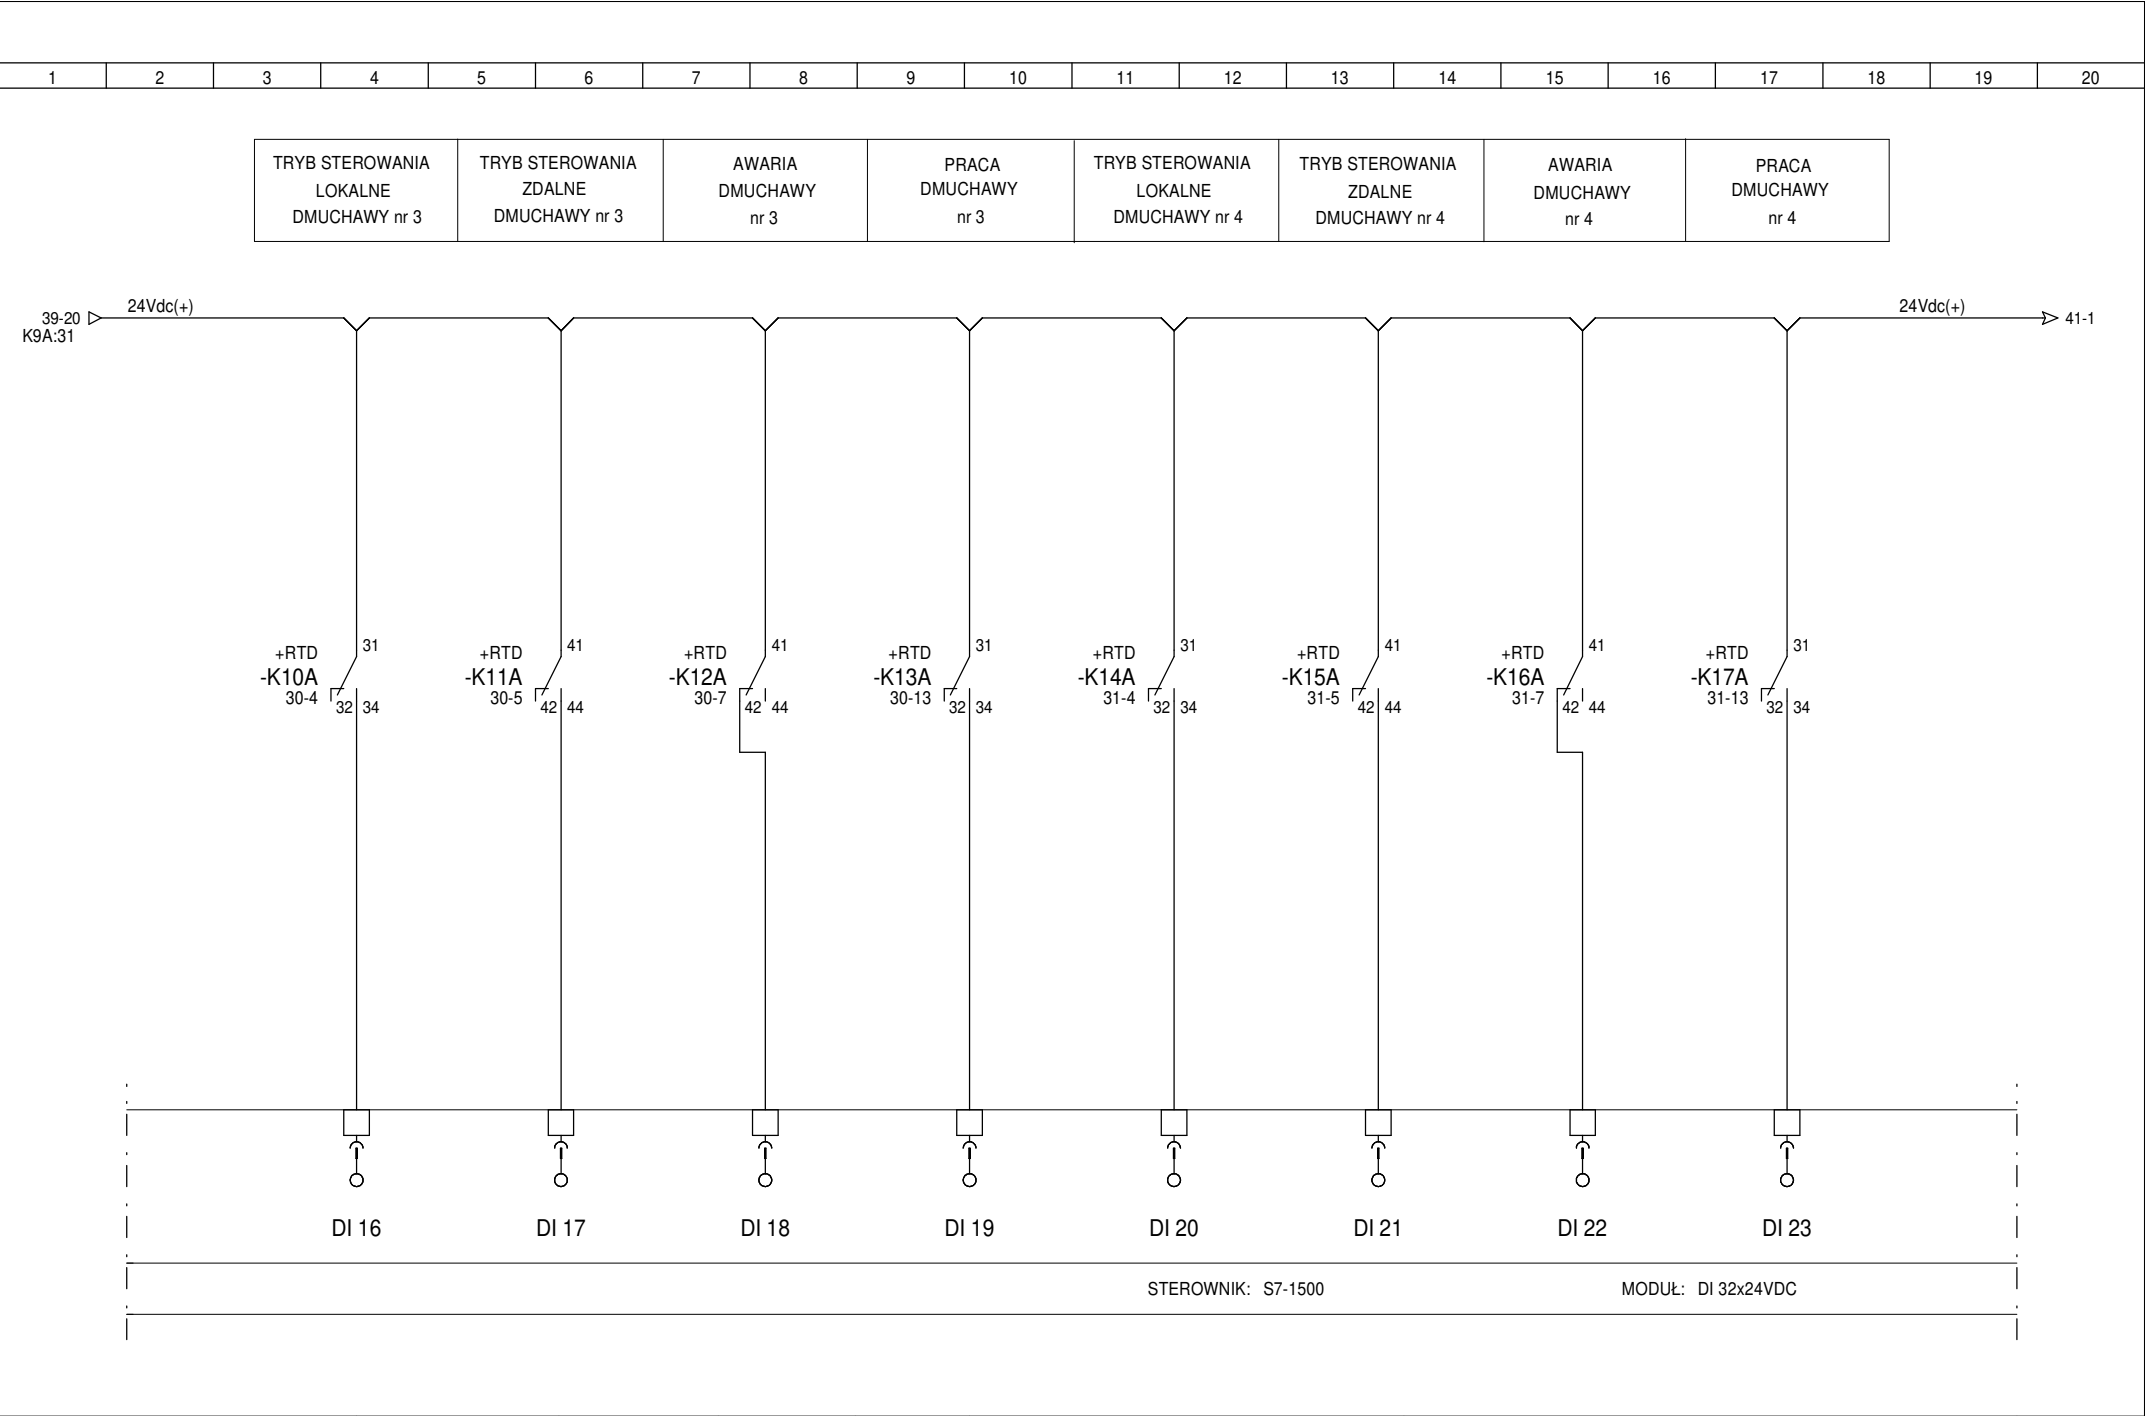 1 2 3 4 5 6 7 8 9 10 11 12 13 14 15 16 17 18 19 20
TRYB STEROWANIA
LOKALNE
DMUCHAWY nr 3
TRYB STEROWANIA
ZDALNE
DMUCHAWY nr 3
AWARIA
DMUCHAWY
nr 3
PRACA
DMUCHAWY
nr 3
TRYB STEROWANIA
LOKALNE
DMUCHAWY nr 4
TRYB STEROWANIA
ZDALNE
DMUCHAWY nr 4
AWARIA
DMUCHAWY
nr 4
PRACA
DMUCHAWY
nr 4
39-20
K9A:31
24Vdc(+)
24Vdc(+)
41-1
+RTD
-K10A
30-4
31
32 34
+RTD
-K11A
30-5
41
42 44
+RTD
-K12A
30-7
41
42 44
+RTD
-K13A
30-13
31
32 34
+RTD
-K14A
31-4
31
32 34
+RTD
-K15A
31-5
41
42 44
+RTD
-K16A
31-7
41
42 44
+RTD
-K17A
31-13
31
32 34
DI 16 DI 17 DI 18 DI 19 DI 20 DI 21 DI 22 DI 23
STEROWNIK: S7-1500 MODUŁ: DI 32x24VDC